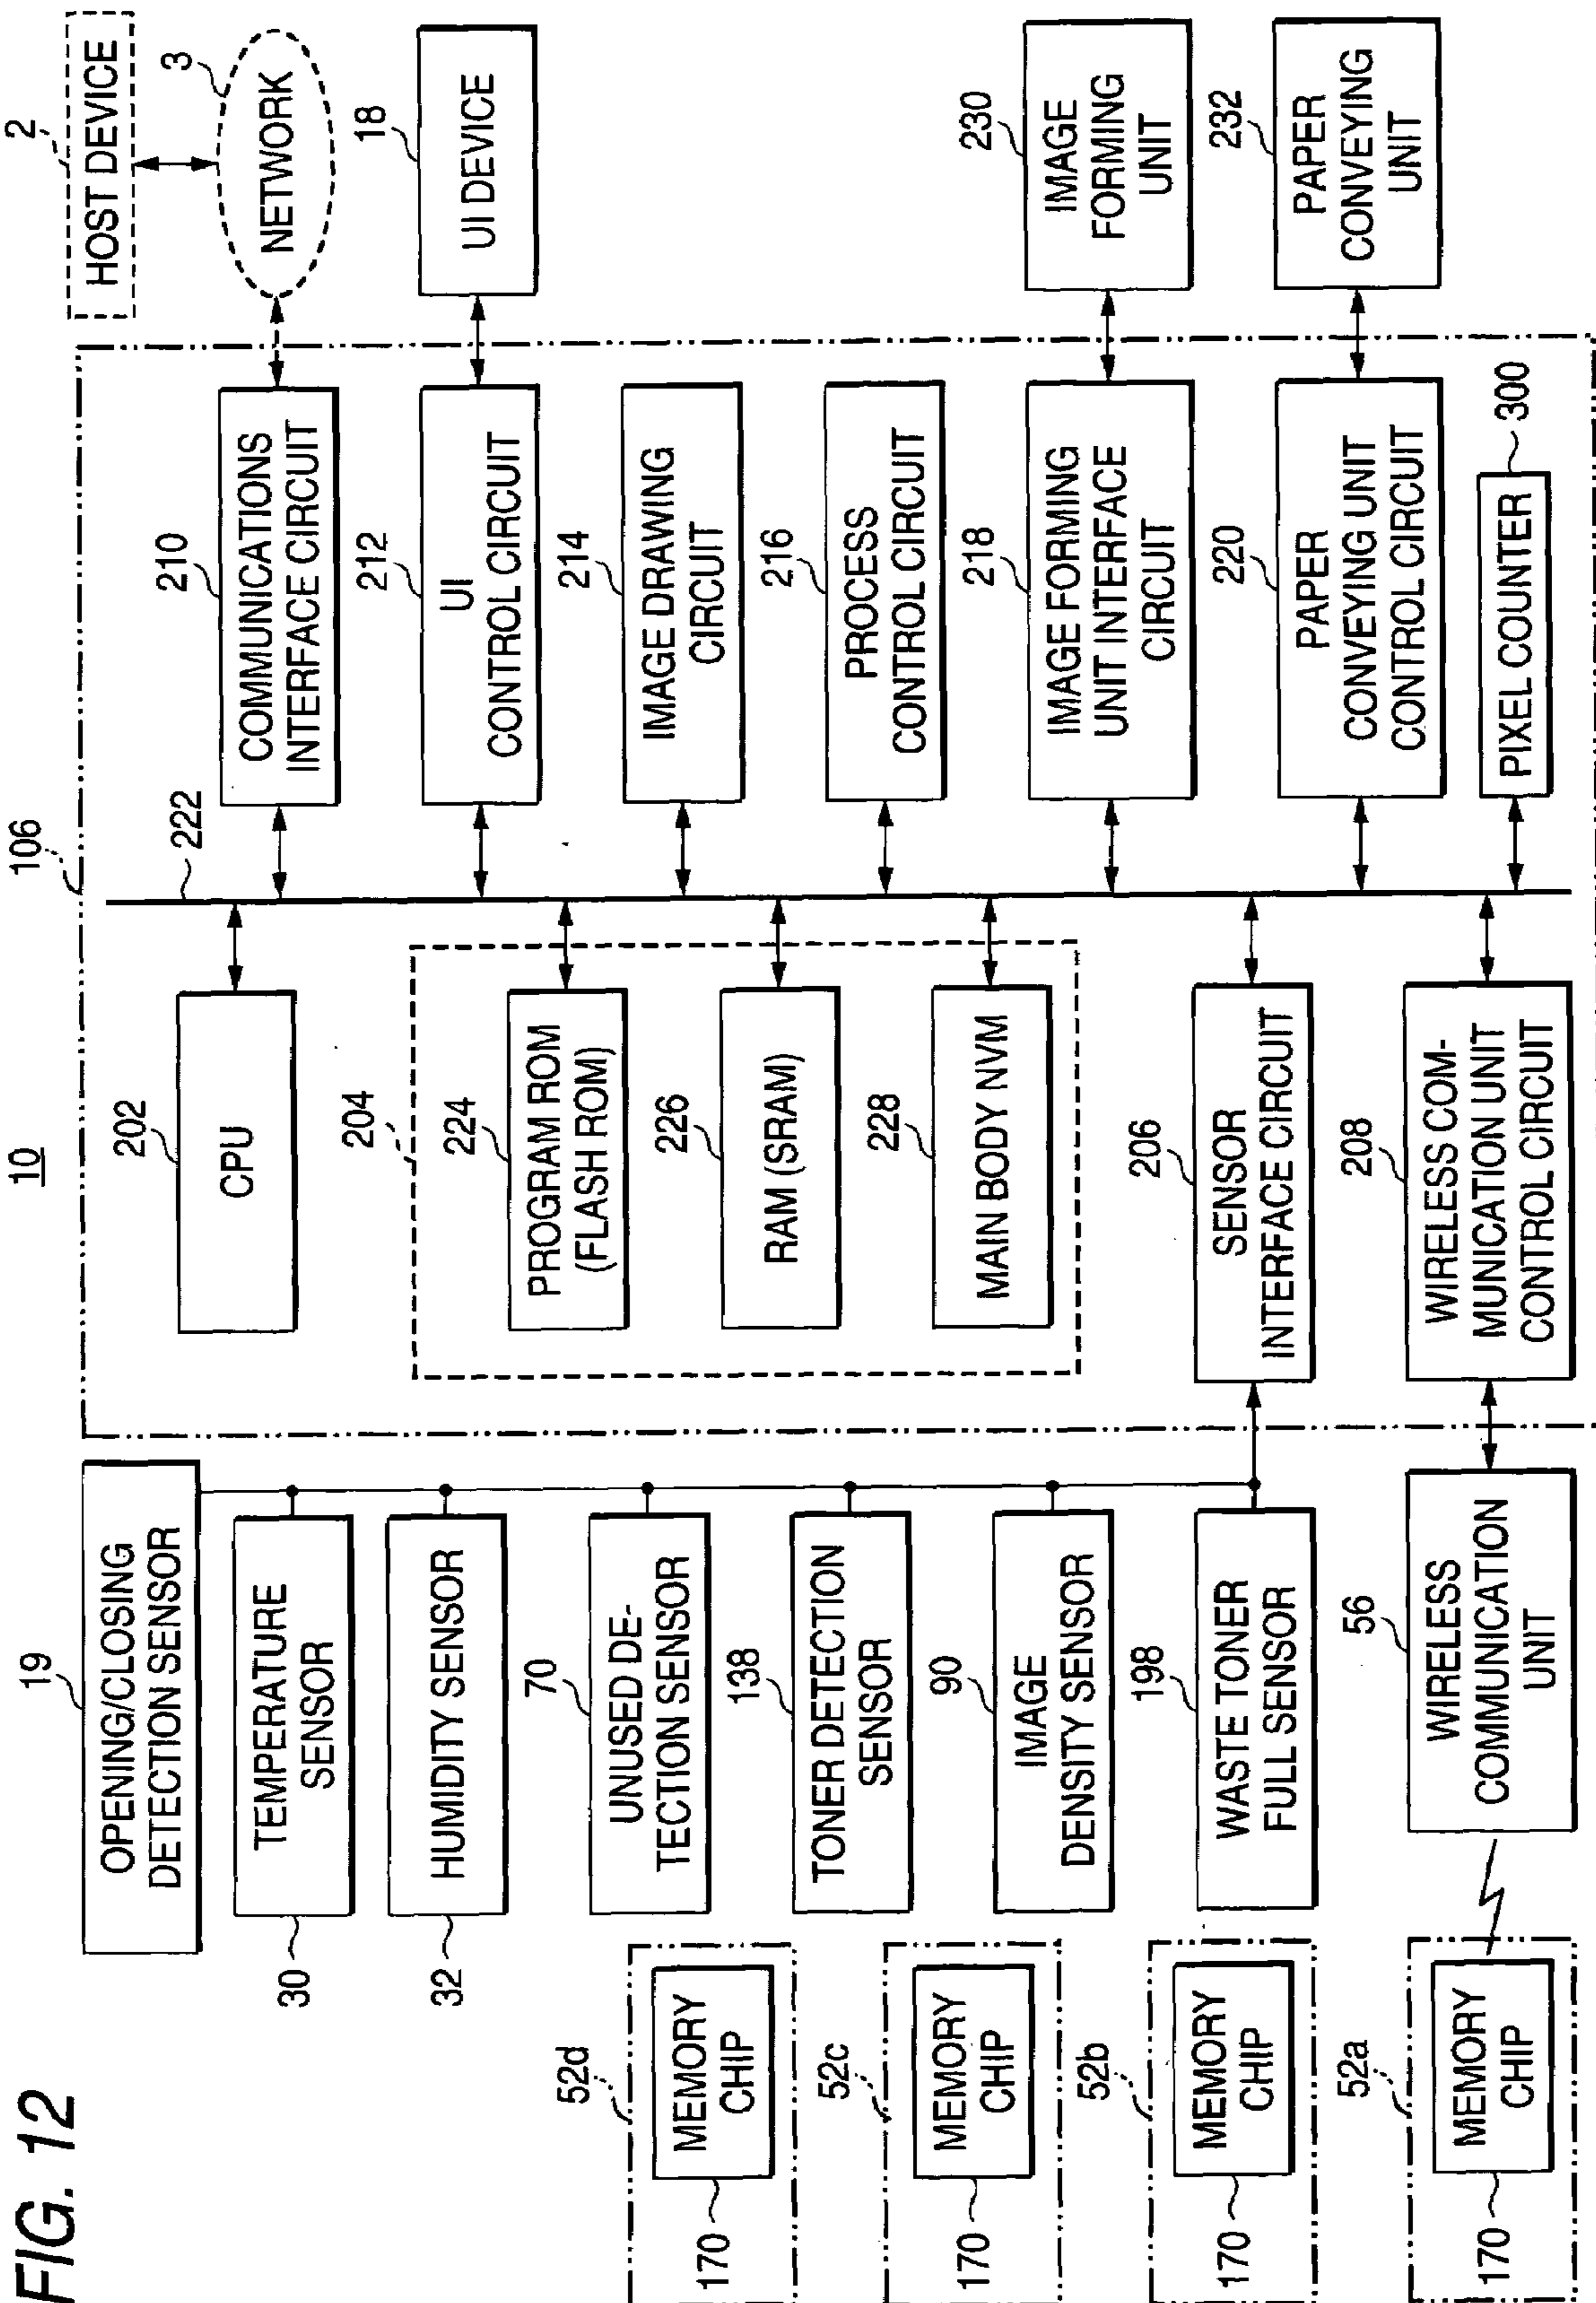 FIG. 12
10
19
OPENING/CLOSING
DETECTION SENSOR
30
TEMPERATURE
SENSOR
32
HUMIDITY SENSOR
70
UNUSED DE-
TECTION SENSOR
138
TONER DETECTION
SENSOR
90
IMAGE
DENSITY SENSOR
198
WASTE TONER
FULL SENSOR
56
WIRELESS
COMMUNICATION
UNIT
52d
MEMORY
CHIP
170
52c
MEMORY
CHIP
170
52b
MEMORY
CHIP
170
52a
MEMORY
CHIP
170
106
202
CPU
204
224
PROGRAM ROM
(FLASH ROM)
226
RAM (SRAM)
228
MAIN BODY NVM
206
SENSOR
INTERFACE CIRCUIT
208
WIRELESS COM-
MUNICATION UNIT
CONTROL CIRCUIT
222
210
COMMUNICATIONS
INTERFACE CIRCUIT
212
UI
CONTROL CIRCUIT
214
IMAGE DRAWING
CIRCUIT
216
PROCESS
CONTROL CIRCUIT
218
IMAGE FORMING
UNIT INTERFACE
CIRCUIT
220
PAPER
CONVEYING UNIT
CONTROL CIRCUIT
PIXEL COUNTER
300
2
HOST DEVICE
3
NETWORK
18
UI DEVICE
230
IMAGE
FORMING
UNIT
232
PAPER
CONVEYING
UNIT